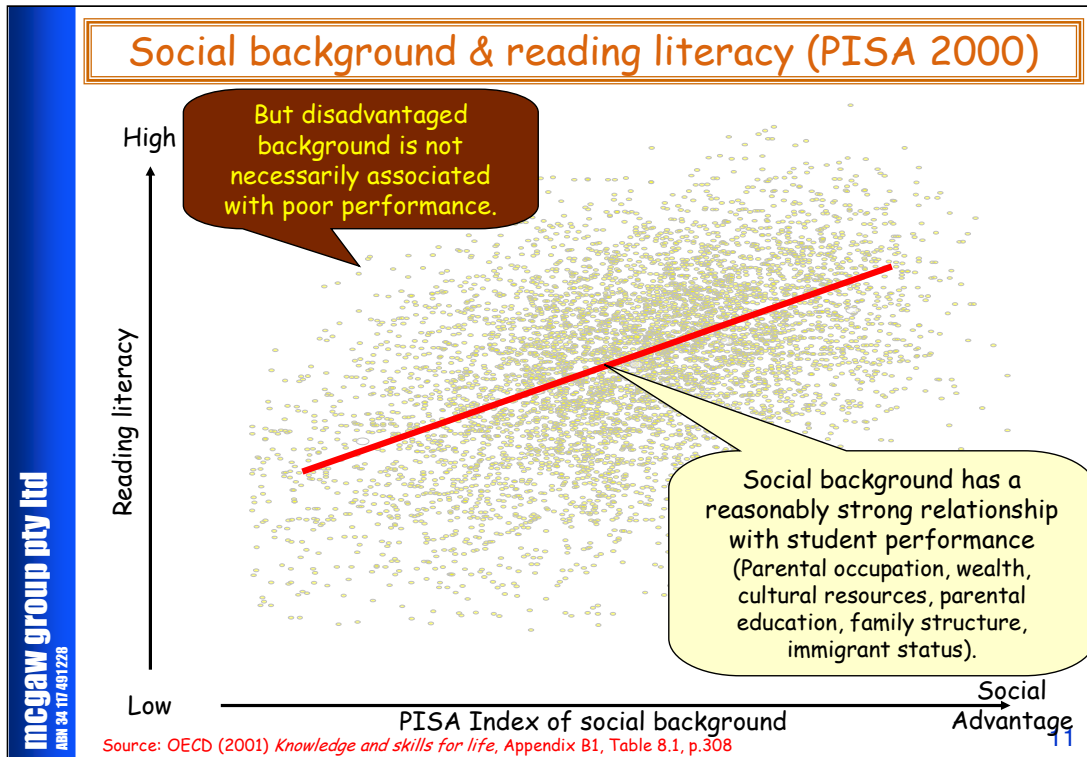 Social background & reading literacy (PISA 2000)
But disadvantaged
background is not
necessarily associated
with poor performance.
High
Reading literacy
Social background has a
reasonably strong relationship
with student performance
(Parental occupation, wealth,
cultural resources, parental
education, family structure,
immigrant status).
Low
PISA Index of social background
Social
Advantage
Source: OECD (2001) Knowledge and skills for life, Appendix B1, Table 8.1, p.308
11
mcgaw group pty ltd
ABN 34 117 491 228